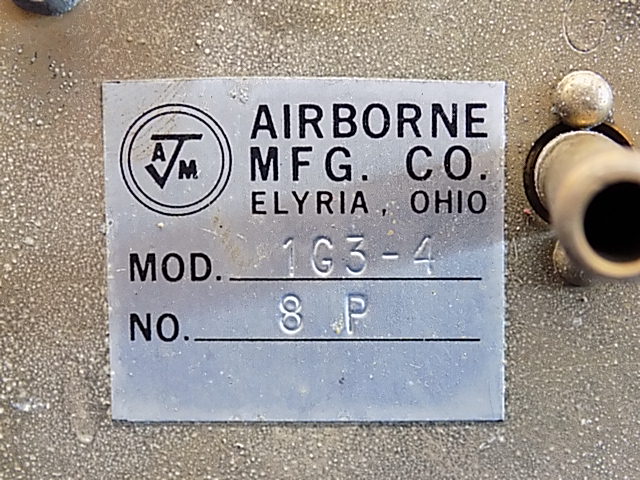 AJM
AIRBORNE
MFG. CO.
ELYRIA, OHIO
MOD. 1G3-4
NO. 8 P